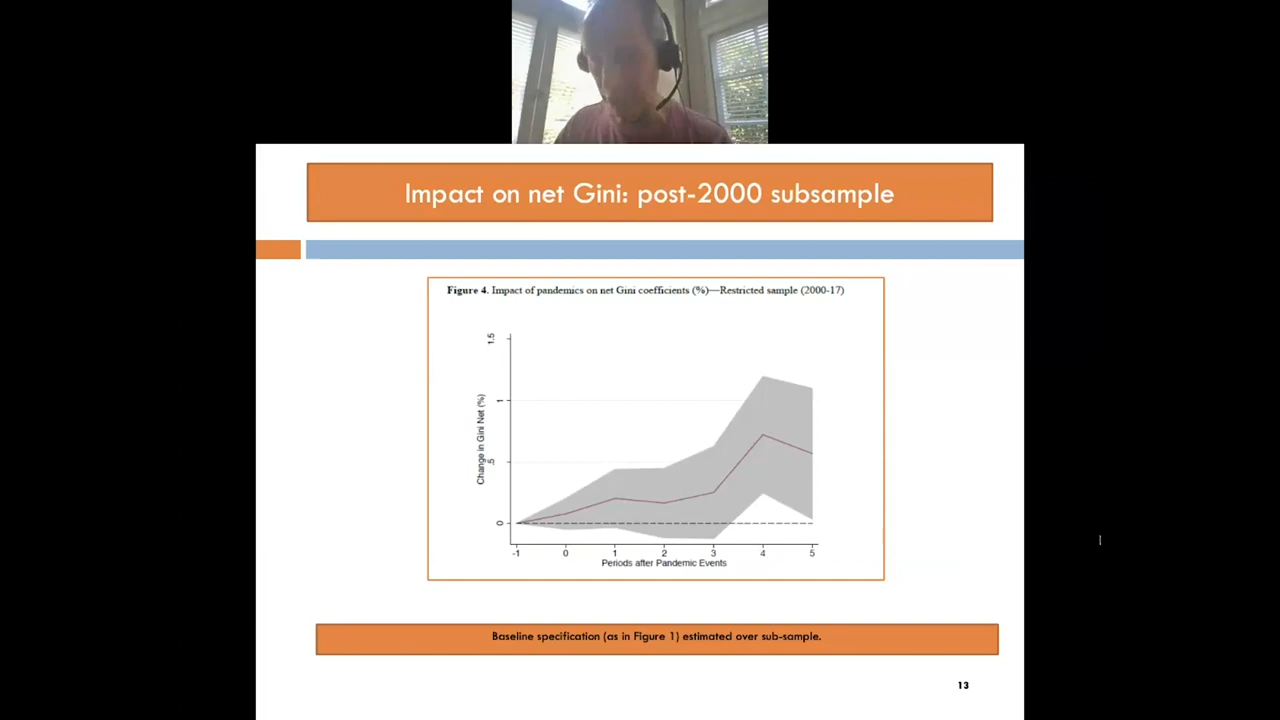 Impact on net Gini: post-2000 subsample
Figure 4. Impact of pandemics on net Gini coefficients (%)—Restricted sample (2000-17)
Change in Gini Net (%)
1.5
1
.5
0
-1 0 1 2 3 4 5
Periods after Pandemic Events
Baseline specification (as in Figure 1) estimated over sub-sample.
13